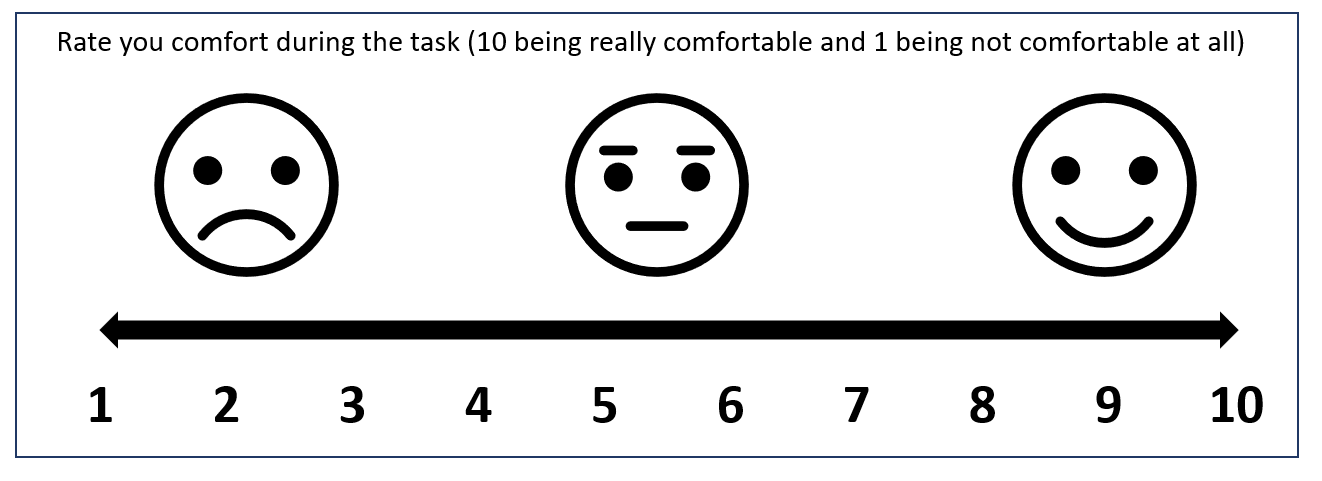 Rate you comfort during the task (10 being really comfortable and 1 being not comfortable at all)
1 2 3 4 5 6 7 8 9 10